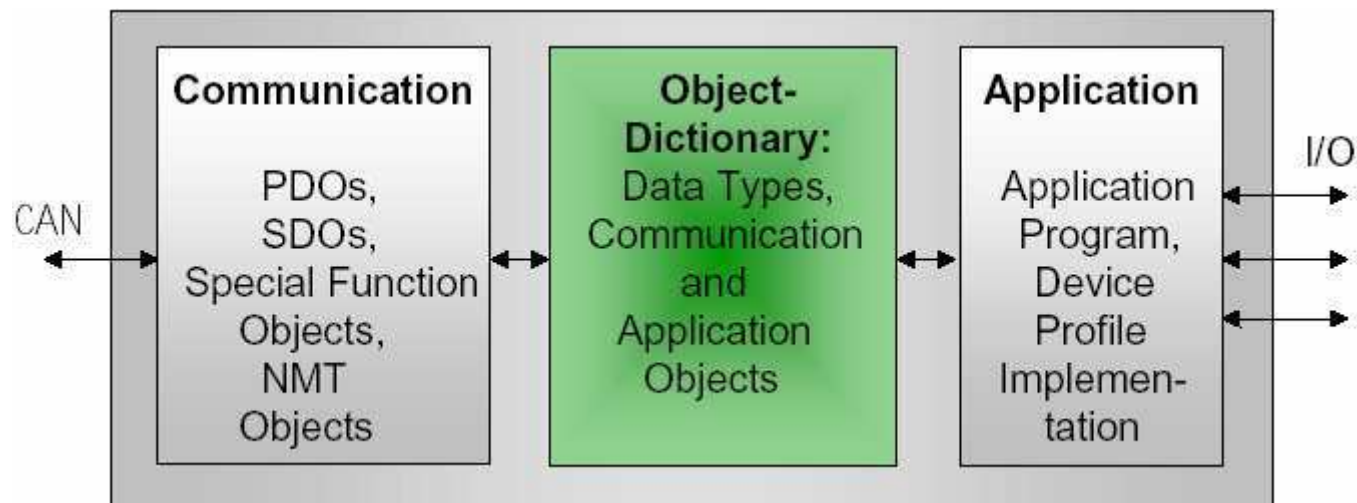 CAN
Communication
PDOs,
SDOs,
Special Function
Objects,
NMT
Objects
Object-
Dictionary:
Data Types,
Communication
and
Application
Objects
Application
Application
Program,
Device
Profile
Implemen-
tation
I/O